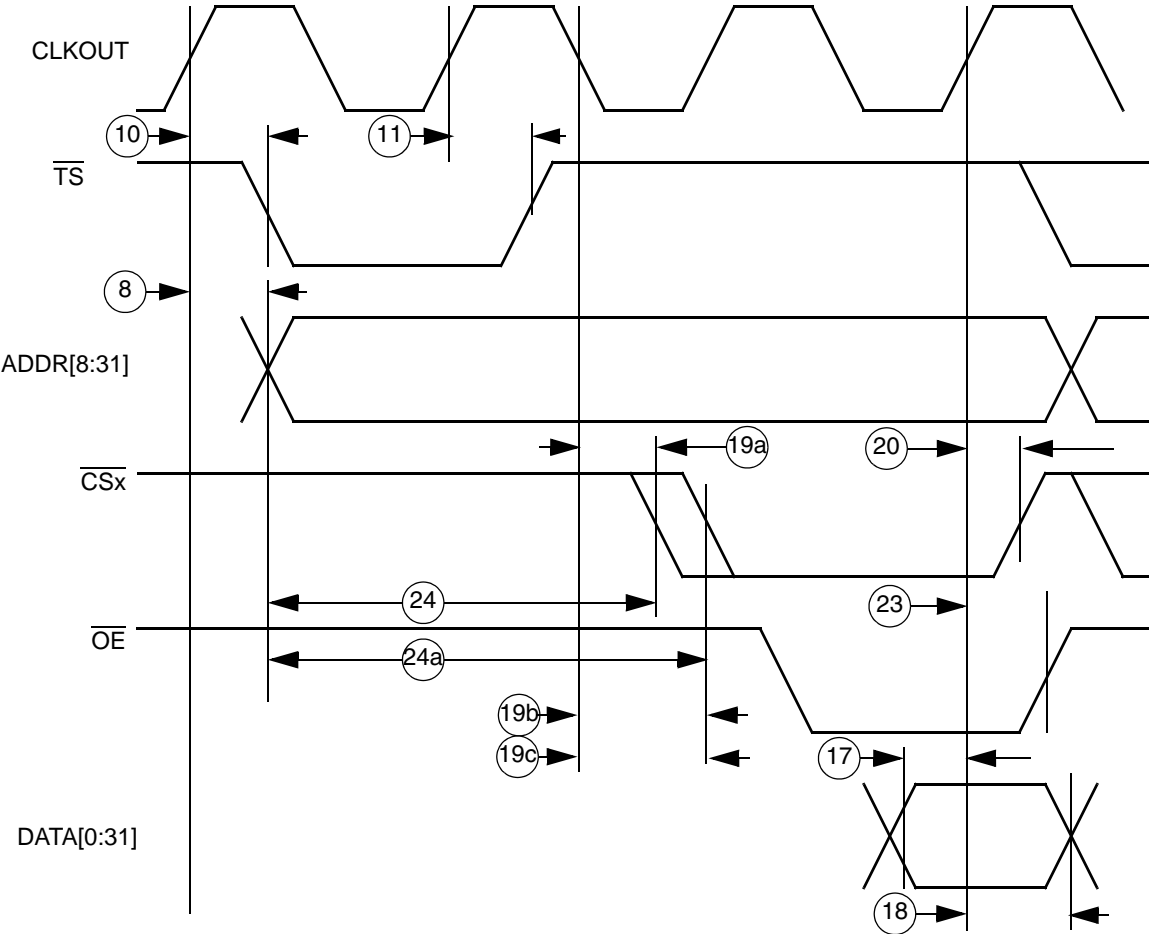 CLKOUT
10
11
TS
8
ADDR[8:31]
19a
20
CSx
24
23
OE
24a
19b
19c
17
DATA[0:31]
18